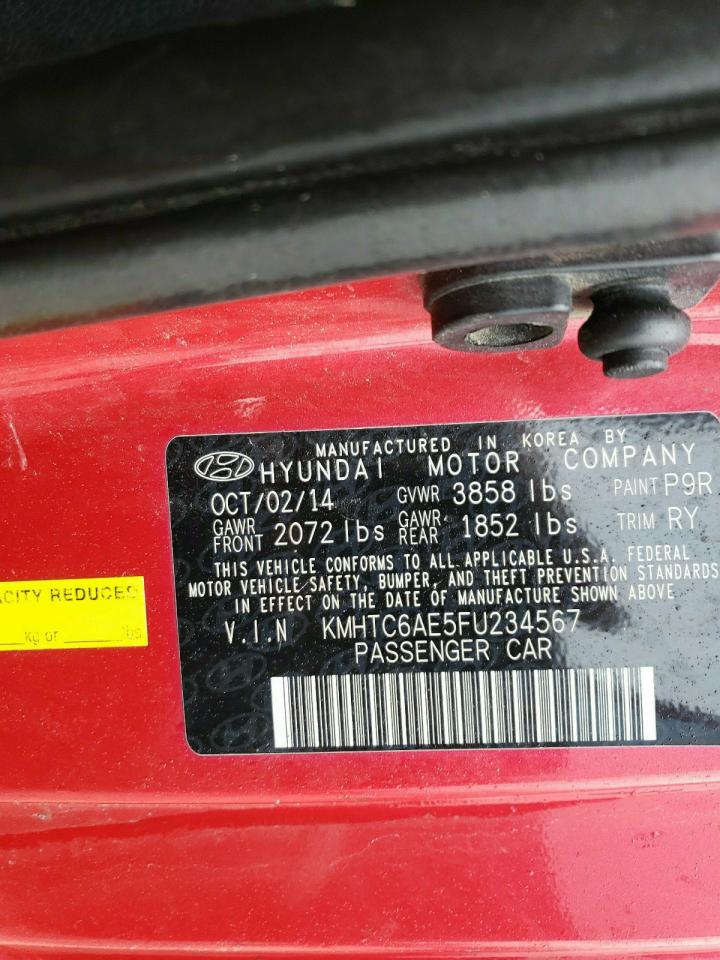 MANUFACTURED IN KOREA BY
HYUNDAI MOTOR COMPANY
OCT/02/14 GVWR 3858 lbs PAINT P9R
GAWR FRONT 2072 lbs GAWR REAR 1852 lbs TRIM RY
THIS VEHICLE CONFORMS TO ALL APPLICABLE U.S.A. FEDERAL
MOTOR VEHICLE SAFETY, BUMPER, AND THEFT PREVENTION STANDARDS
IN EFFECT ON THE DATE OF MANUFACTURE SHOWN ABOVE
V.I.N KMHTC6AE5FU234567
PASSENGER CAR
ACITY REDUCED
kg or lbs